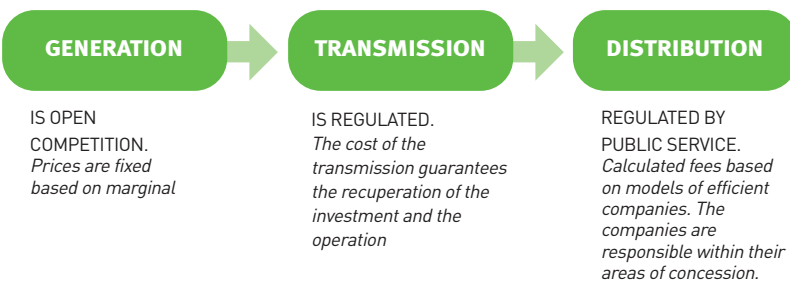 GENERATION
IS OPEN
COMPETITION.
Prices are fixed
based on marginal
TRANSMISSION
IS REGULATED.
The cost of the
transmission guarantees
the recuperation of the
investment and the
operation
DISTRIBUTION
REGULATED BY
PUBLIC SERVICE.
Calculated fees based
on models of efficient
companies. The
companies are
responsible within their
areas of concession.